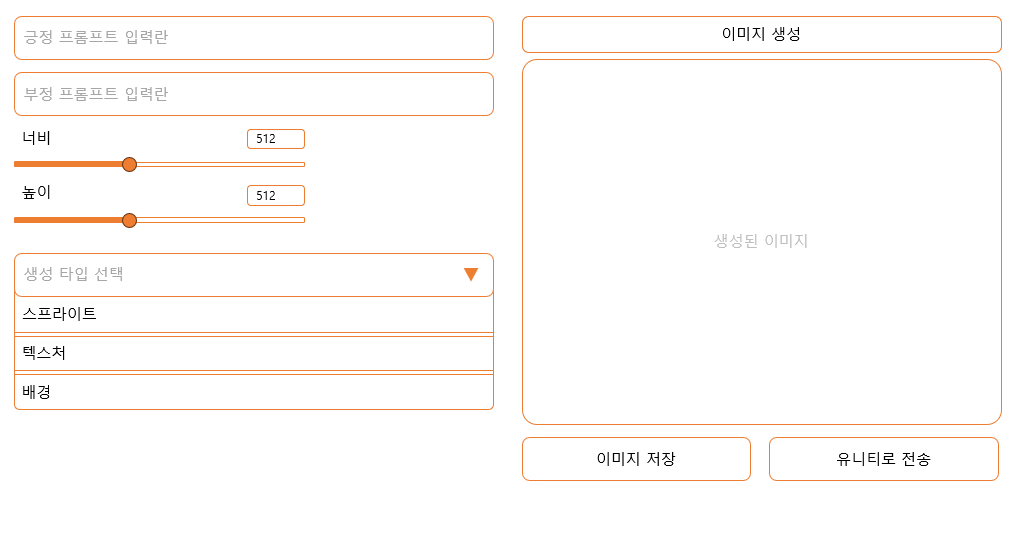 긍정 프롬프트 입력란
부정 프롬프트 입력란
너비
512
높이
512
생성 타입 선택
스프라이트
텍스처
배경
이미지 생성
생성된 이미지
이미지 저장
유니티로 전송